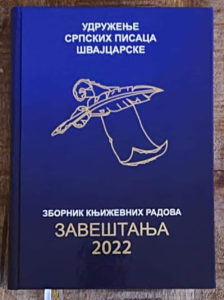 УДРУЖЕЊЕ
СРПСКИХ ПИСАЦА
ШВАЈЦАРСКЕ
ЗБОРНИК КЊИЖЕВНИХ РАДОВА
ЗАВЕШТАЊА
2022